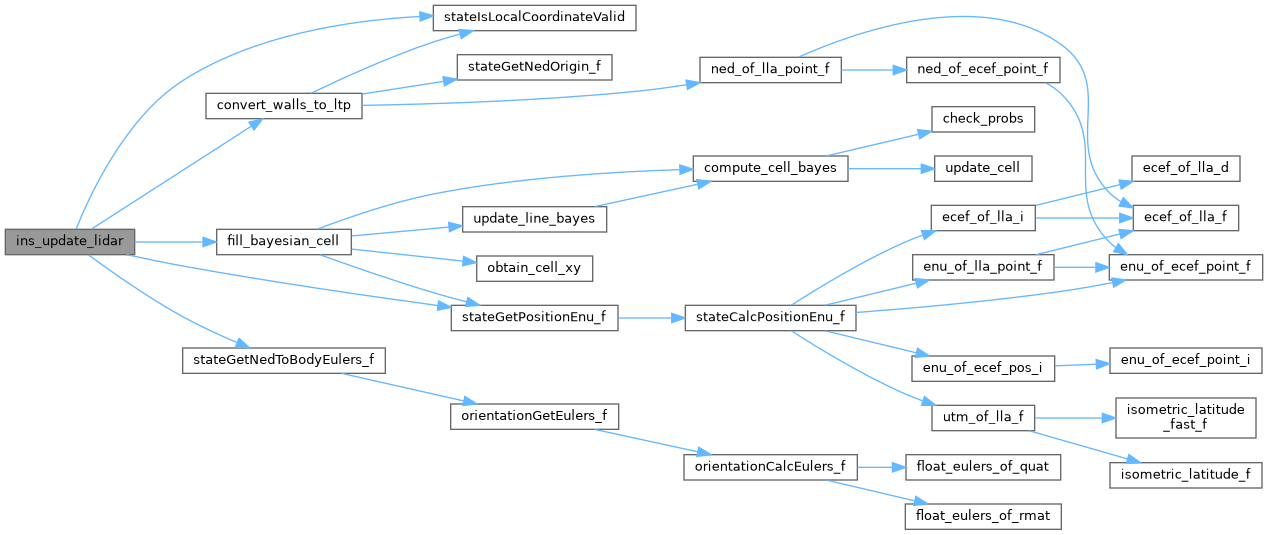 stateIsLocalCoordinateValid
stateGetNedOrigin_f
ned_of_lla_point_f
ned_of_ecef_point_f
convert_walls_to_ltp
check_probs
compute_cell_bayes
update_cell
ecef_of_lla_d
update_line_bayes
ecef_of_lla_i
ecef_of_lla_f
ins_update_lidar
fill_bayesian_cell
obtain_cell_xy
enu_of_lla_point_f
enu_of_ecef_point_f
stateGetPositionEnu_f
stateCalcPositionEnu_f
stateGetNedToBodyEulers_f
enu_of_ecef_pos_i
enu_of_ecef_point_i
orientationGetEulers_f
utm_of_lla_f
isometric_latitude
_fast_f
orientationCalcEulers_f
float_eulers_of_quat
isometric_latitude_f
float_eulers_of_rmat